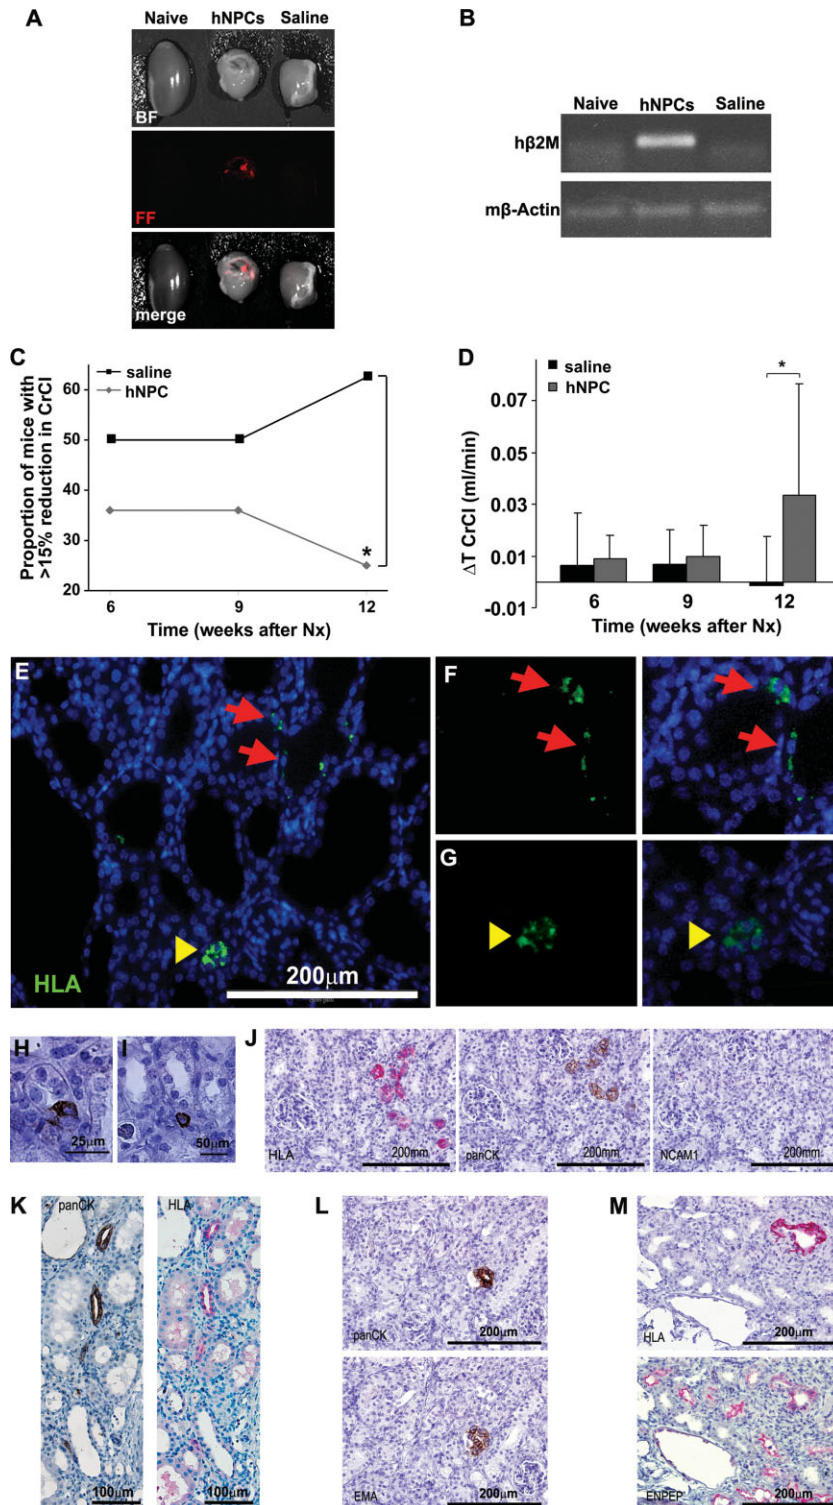 A
Naive hNPCs Saline
BF
FF
merge
B
Naive hNPCs Saline
hβ2M
mβ-Actin
C
Proportion of mice with
>15% reduction in CrCl
saline
hNPC
60
50
40
30
20
*
6 9 12
Time (weeks after Nx)
D
ΔT CrCl (ml/min)
saline
hNPC
*
0.07
0.05
0.03
0.01
-0.01
6 9 12
Time (weeks after Nx)
E
HLA
200μm
F
G
H
25μm
I
50μm
J
HLA
200mm
panCK
200mm
NCAM1
200mm
K
panCK
100μm
HLA
100μm
L
panCK
200μm
EMA
200μm
M
HLA
200μm
ENPEP
200μm